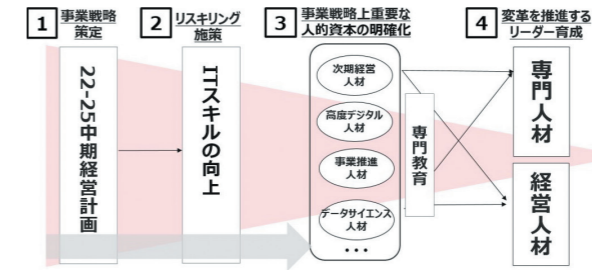 1 事業戦略
策定
22-25中期経営計画
2 リスキリング
施策
ITスキルの向上
3 事業戦略上重要な
人的資本の明確化
次期経営
人材
高度デジタル
人材
事業推進
人材
データサイエンス
人材
•••
専門教育
4 変革を推進する
リーダー育成
専門人材
経営人材